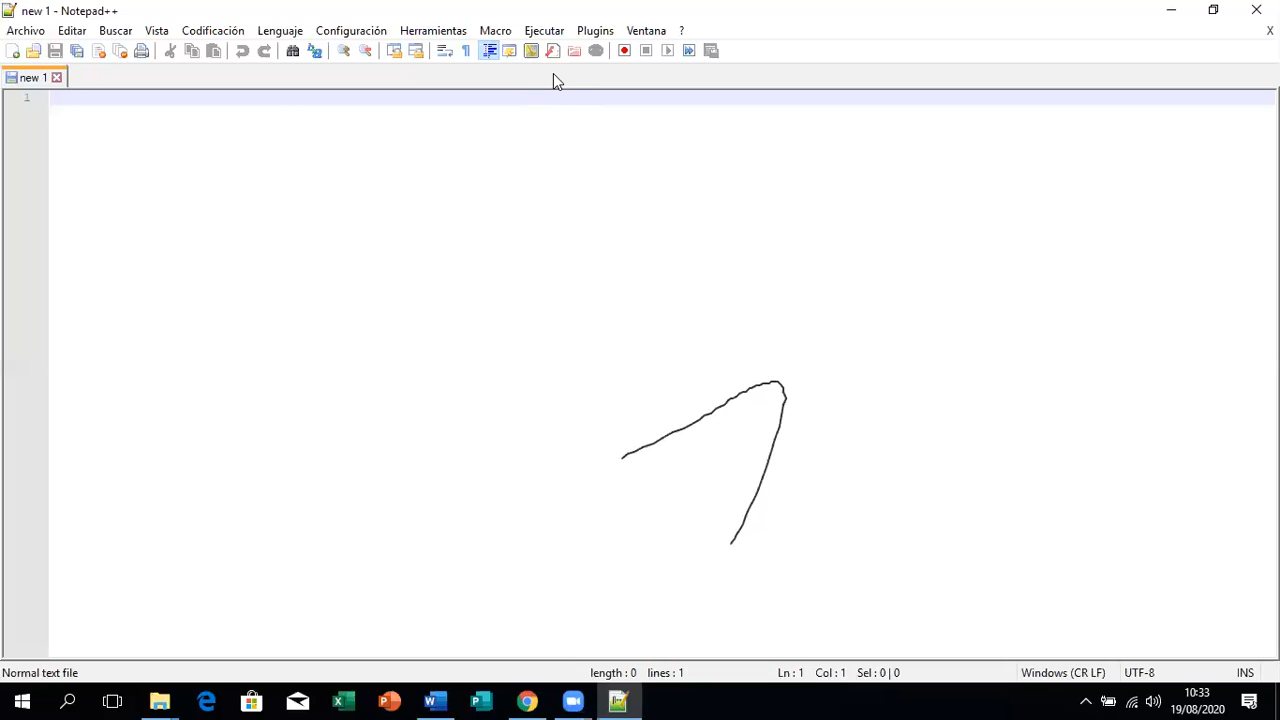 new 1 - Notepad++
Archivo Editar Buscar Vista Codificación Lenguaje Configuración Herramientas Macro Ejecutar Plugins Ventana ? X
new 1
1
Normal text file length : 0 lines : 1 Ln : 1 Col : 1 Sel : 0 | 0 Windows (CR LF) UTF-8 INS
10:33
19/08/2020